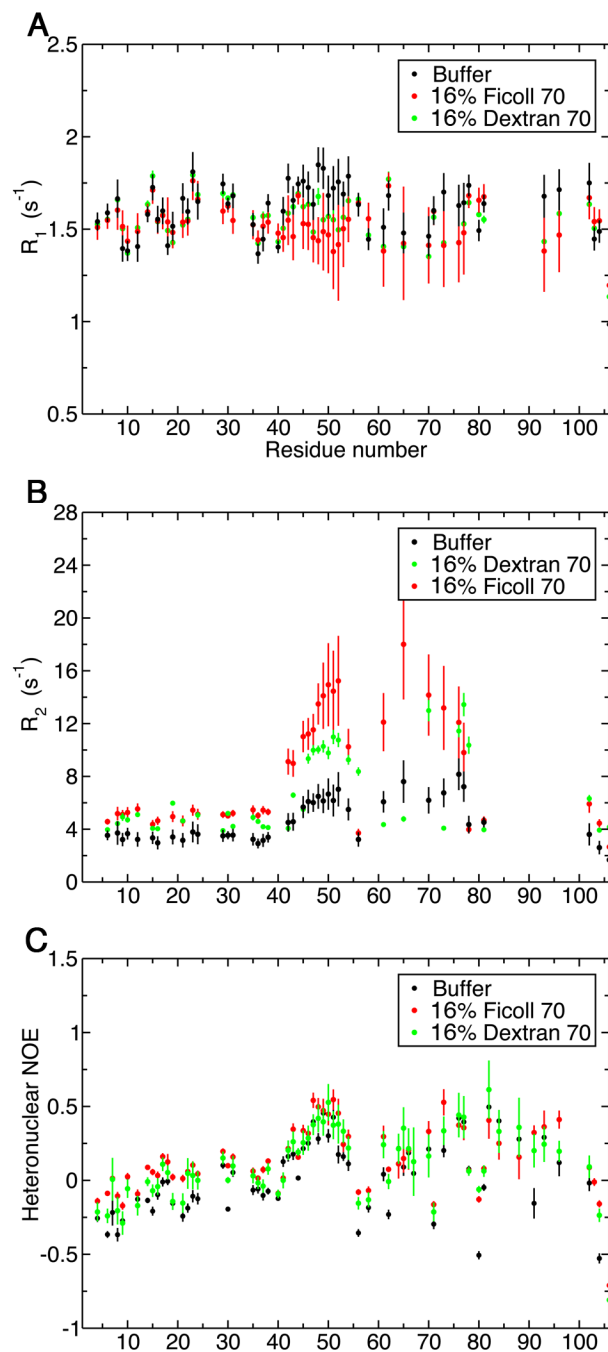 A
2.5
2
1.5
1
0.5
R1 (s-1)
Buffer
16% Ficoll 70
16% Dextran 70
10 20 30 40 50 60 70 80 90 100
Residue number
B
28
24
20
16
12
8
4
0
R2 (s-1)
Buffer
16% Dextran 70
16% Ficoll 70
10 20 30 40 50 60 70 80 90 100
C
1.5
1
0.5
0
-0.5
-1
Heteronuclear NOE
Buffer
16% Ficoll 70
16% Dextran 70
10 20 30 40 50 60 70 80 90 100